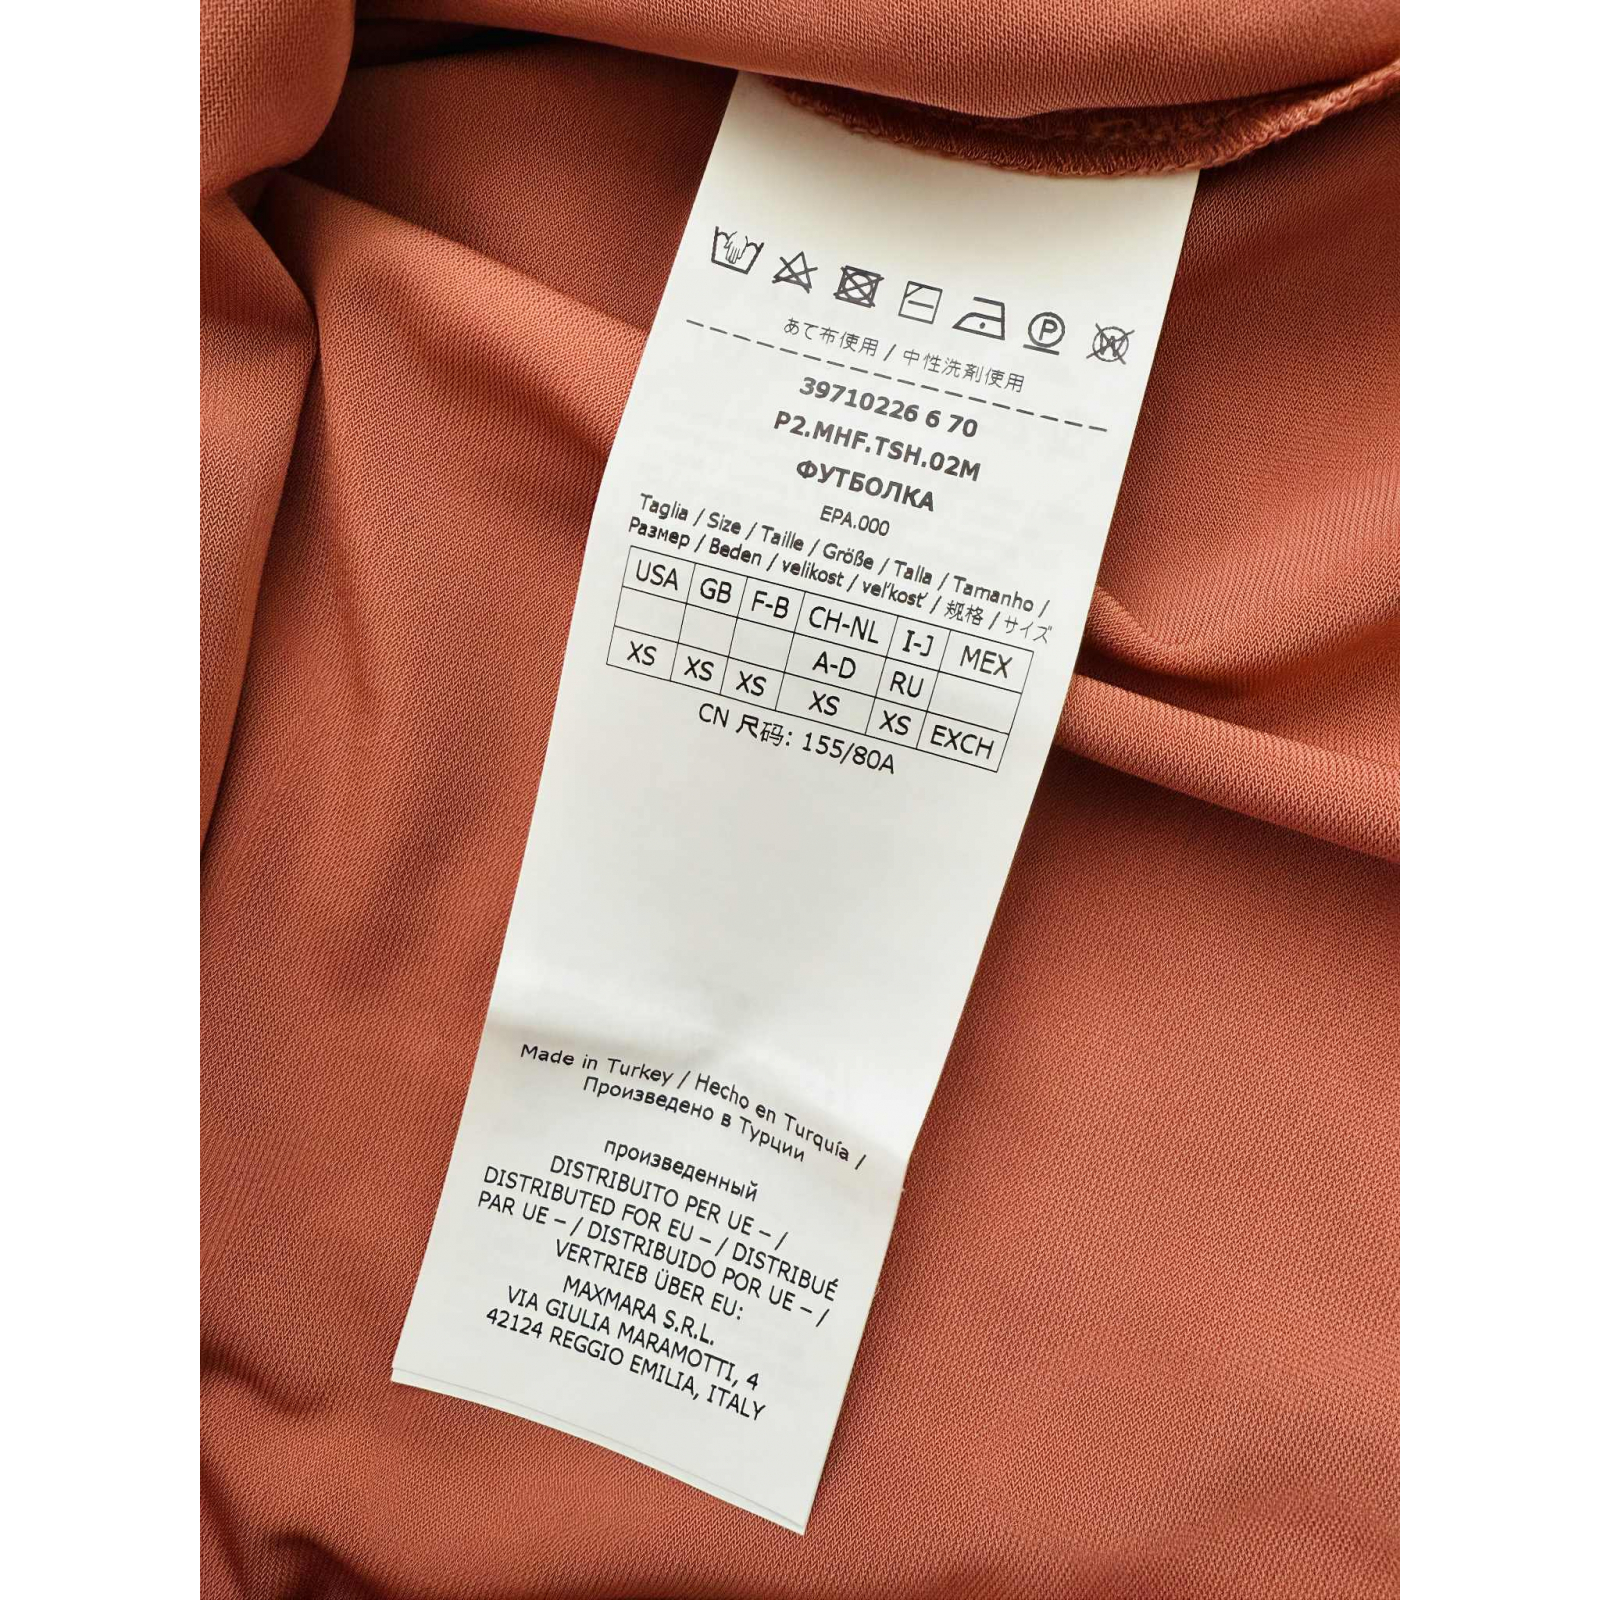 あて布使用 / 中性洗剤使用
39710226 6 70
P2.MHF.TSH.02M
ФУТБОЛКА
EPA.000
Taglia / Size / Taille / Größe / Talla / Tamanho /
Размер / Beden / velikost / veľkosť / 规格 / サイズ
USA GB F-B CH-NL I-J MEX
A-D RU
XS XS XS XS XS EXCH
CN 尺码: 155/80A
Made in Turkey / Hecho en Turquía /
Произведено в Турции
произведенный
DISTRIBUITO PER UE – /
DISTRIBUTED FOR EU – / DISTRIBUÉ
PAR UE – / DISTRIBUIDO POR UE – /
VERTRIEB ÜBER EU:
MAXMARA S.R.L.
VIA GIULIA MARAMOTTI, 4
42124 REGGIO EMILIA, ITALY